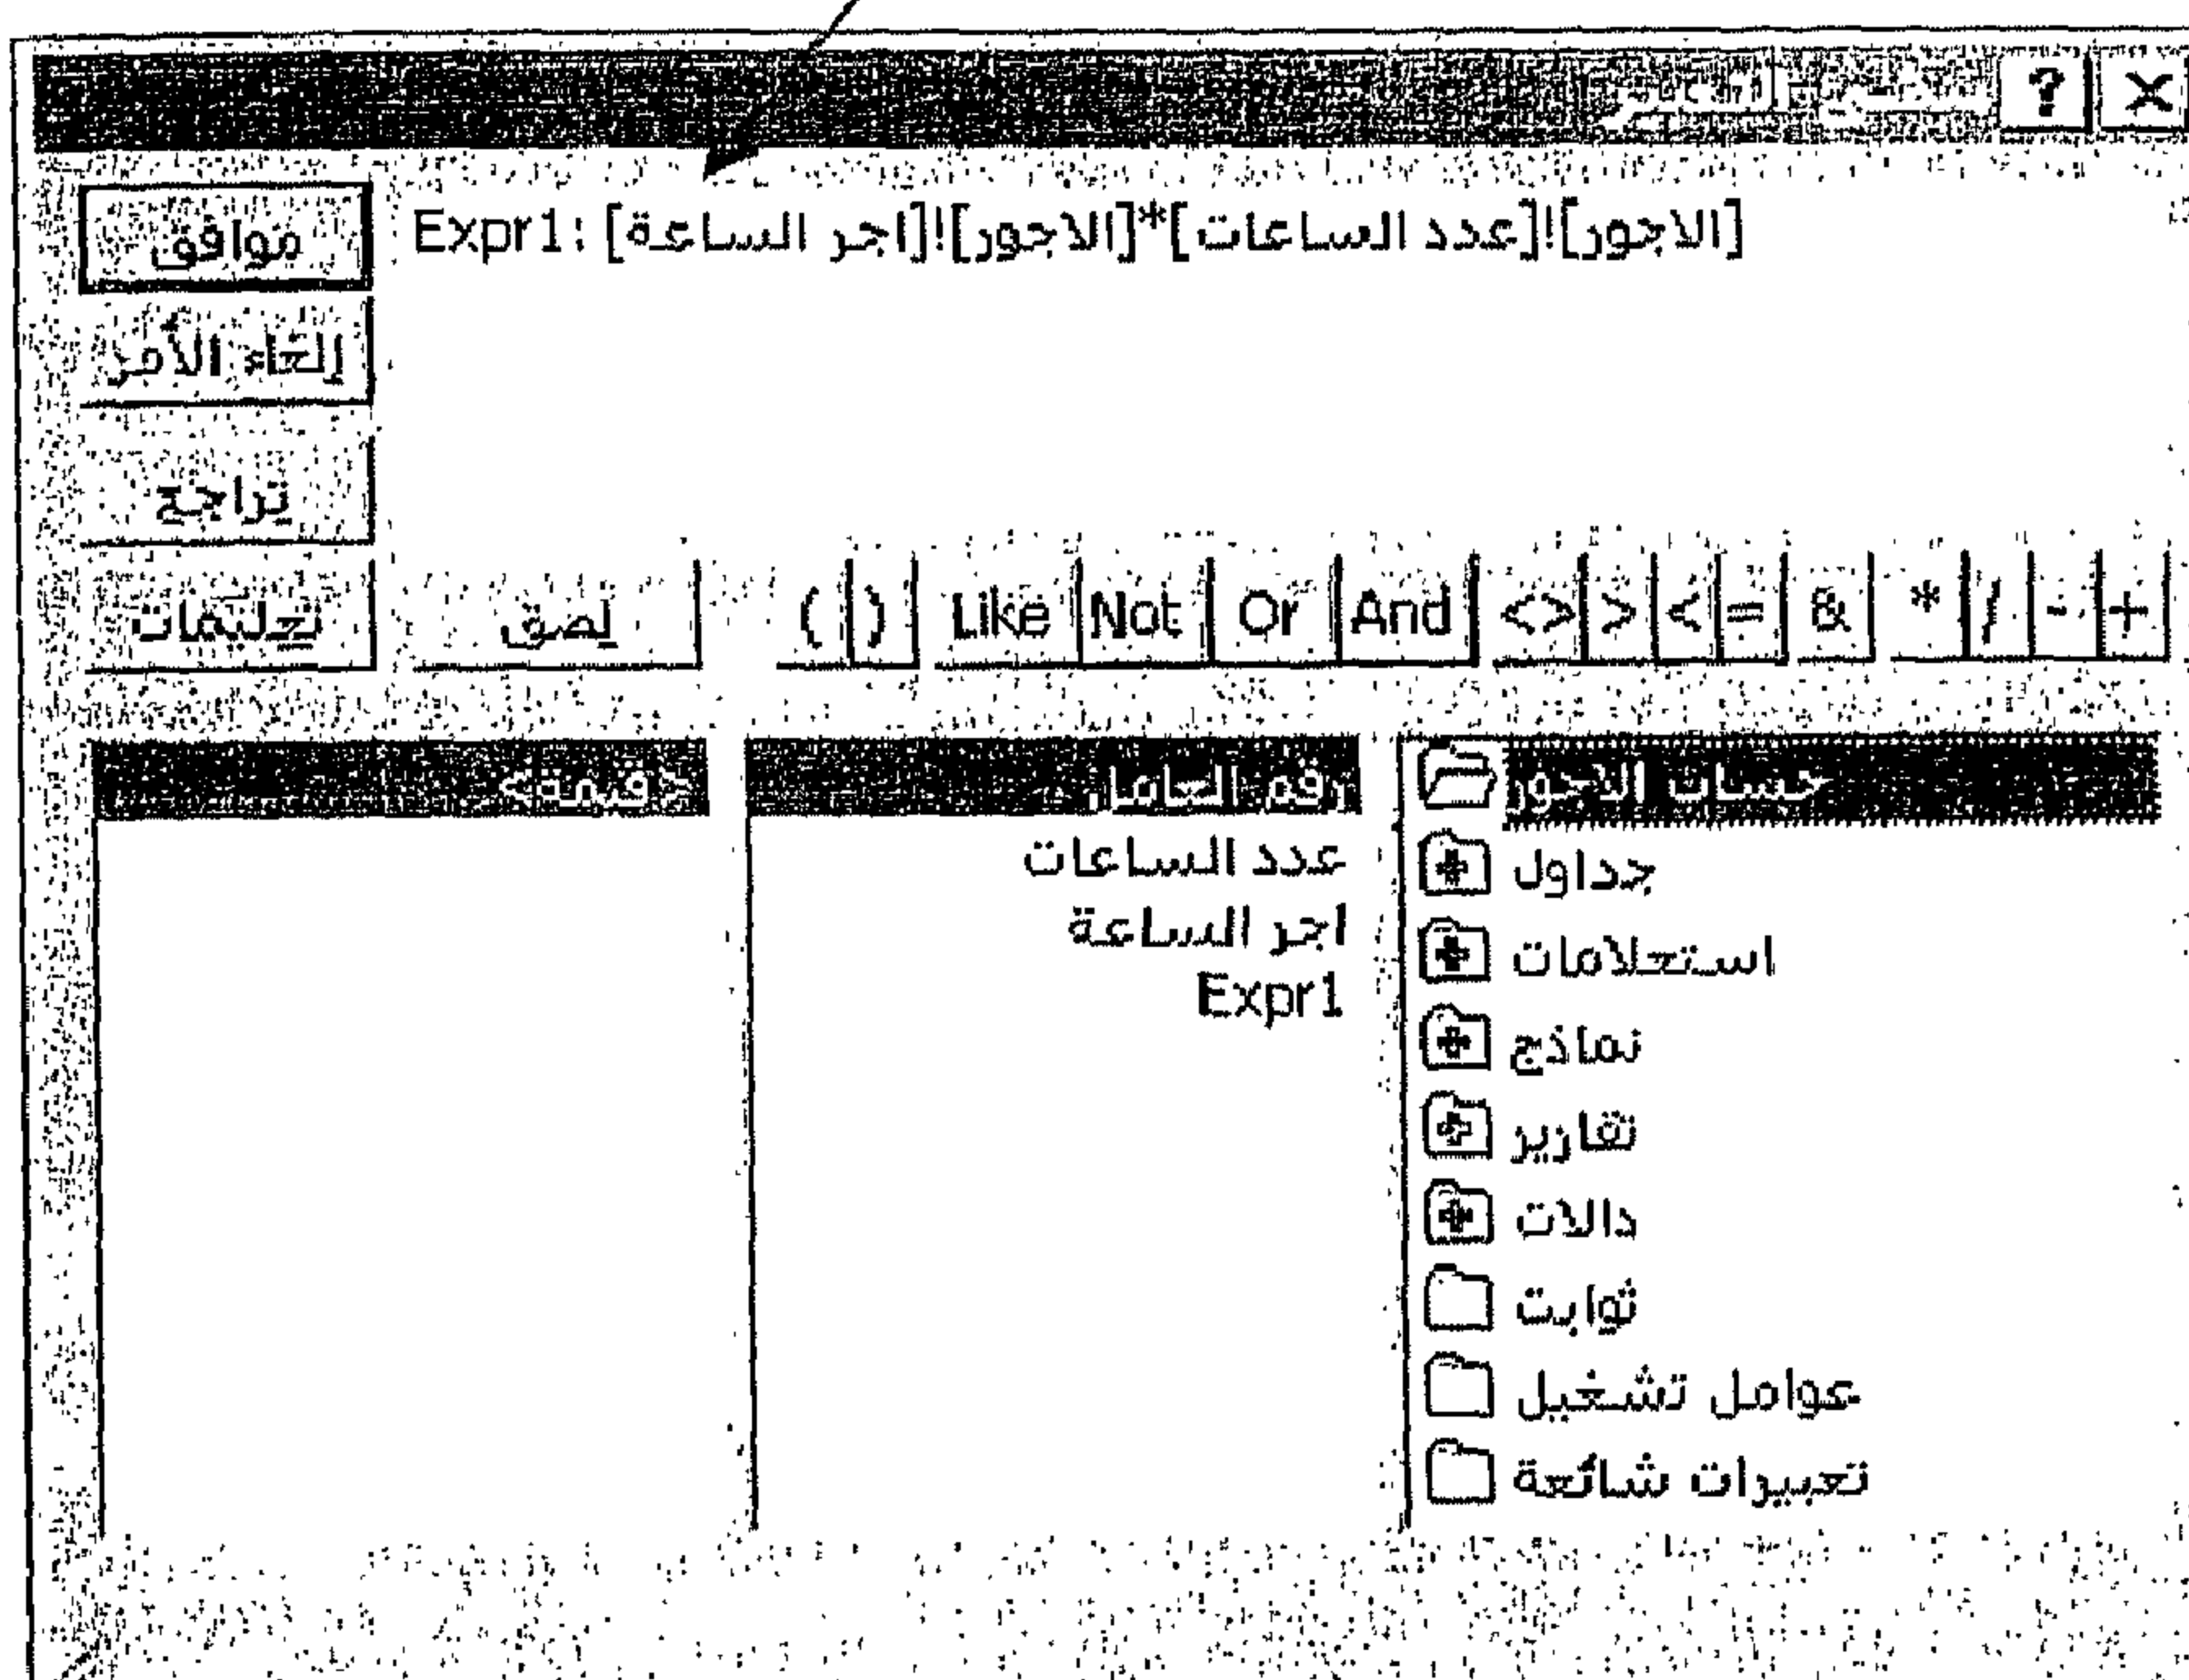 ? X
موافق
Expr1: [الاجور]![عدد الساعات]*[الاجور]![اجر الساعة]
إلغاء الأمر
تراجع
+ - / * & = < > <> And Or Not Like ) ( لصق تعليمات
الاجور
جداول
استعلامات
نماذج
تقارير
دالات
ثوابت
عوامل تشغيل
تعبيرات شائعة
رقم العامل
عدد الساعات
اجر الساعة
Expr1
<قيمة>